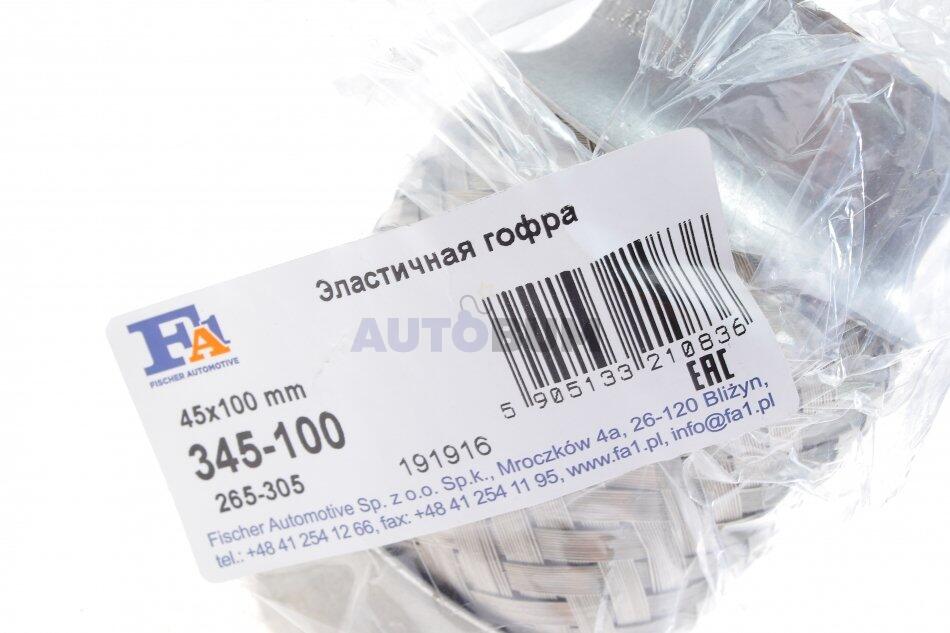 Эластичная гофра
FA1
FISCHER AUTOMOTIVE
45x100 mm
345-100
265-305
191916
5 905133 210836
EAC
Fischer Automotive Sp. z o.o. Sp.k., Mroczków 4a, 26-120 Bliżyn,
tel.: +48 41 254 12 66, fax: +48 41 254 11 95, www.fa1.pl, info@fa1.pl